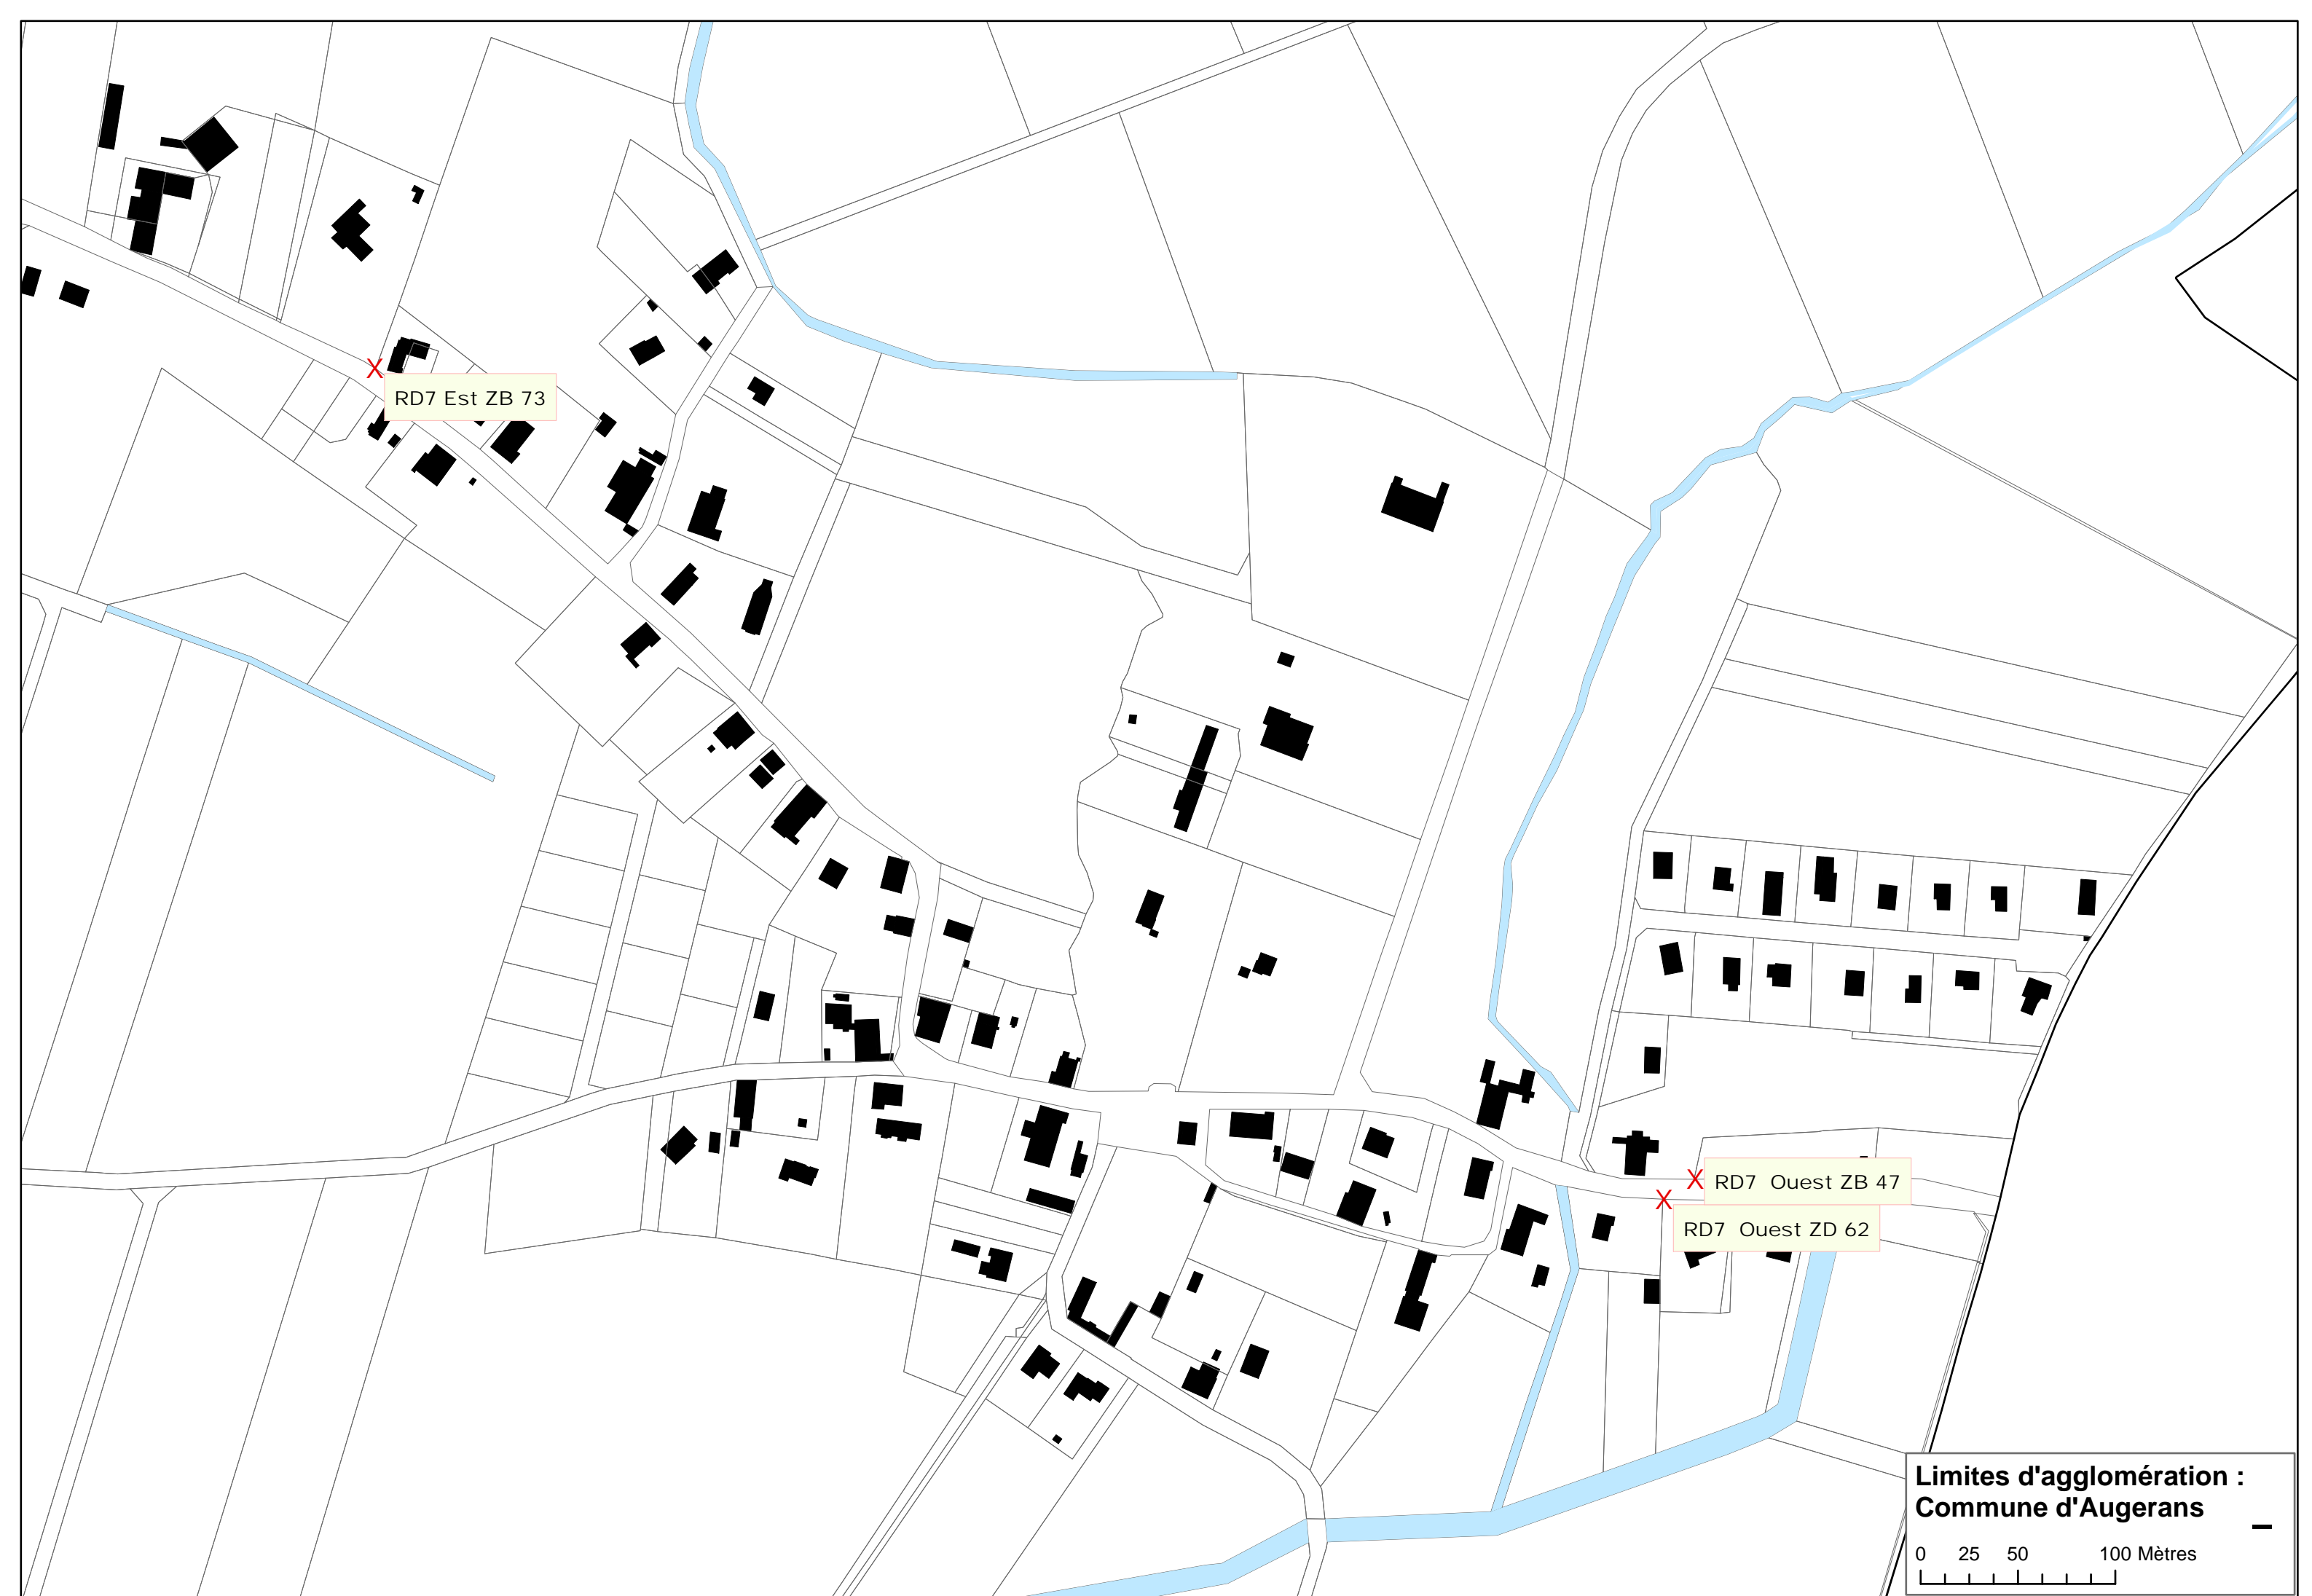 X
RD7 Est ZB 73
X
RD7 Ouest ZB 47
X
RD7 Ouest ZD 62
Limites d'agglomération :
Commune d'Augerans
0 25 50 100 Mètres